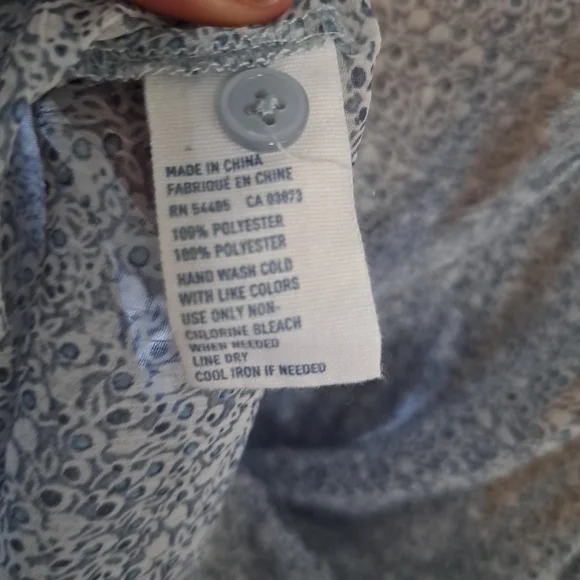 MADE IN CHINA
FABRIQUÉ EN CHINE
RN 54485 CA 03073
100% POLYESTER
100% POLYESTER
HAND WASH COLD
WITH LIKE COLORS
USE ONLY NON-
CHLORINE BLEACH
WHEN NEEDED
LINE DRY
COOL IRON IF NEEDED